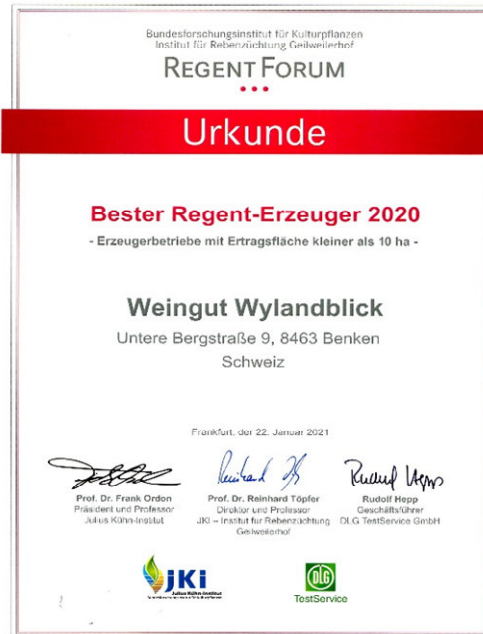 Bundesforschungsinstitut für Kulturpflanzen
Institut für Rebenzüchtung Geilweilerhof
REGENT FORUM
Urkunde
Bester Regent-Erzeuger 2020
- Erzeugerbetriebe mit Ertragsfläche kleiner als 10 ha -
Weingut Wylandblick
Untere Bergstraße 9, 8463 Benken
Schweiz
Frankfurt, der 22. Januar 2021
Prof. Dr. Frank Ordon
Präsident und Professor
Julius Kühn-Institut
Prof. Dr. Reinhard Töpfer
Direktor und Professor
JKI – Institut für Rebenzüchtung
Geilweilerhof
Rudolf Hepp
Geschäftsführer
DLG TestService GmbH
JKI
Julius Kühn-Institut
DLG
TestService